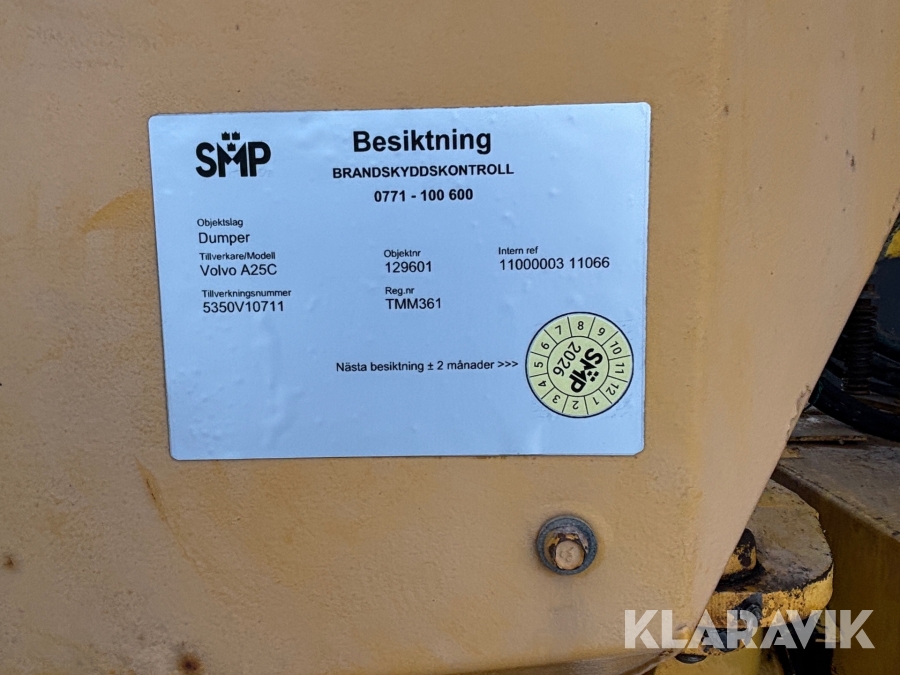 SMP
Besiktning
BRANDSKYDDSKONTROLL
0771 - 100 600
Objektslag
Dumper
Tillverkare/Modell
Volvo A25C
Objektnr
129601
Intern ref
11000003 11066
Tillverkningsnummer
5350V10711
Reg.nr
TMM361
Nästa besiktning ± 2 månader >>>
1 2 3 4 5 6 7 8 9 10 11 12
SMP
2026
KLARAVIK